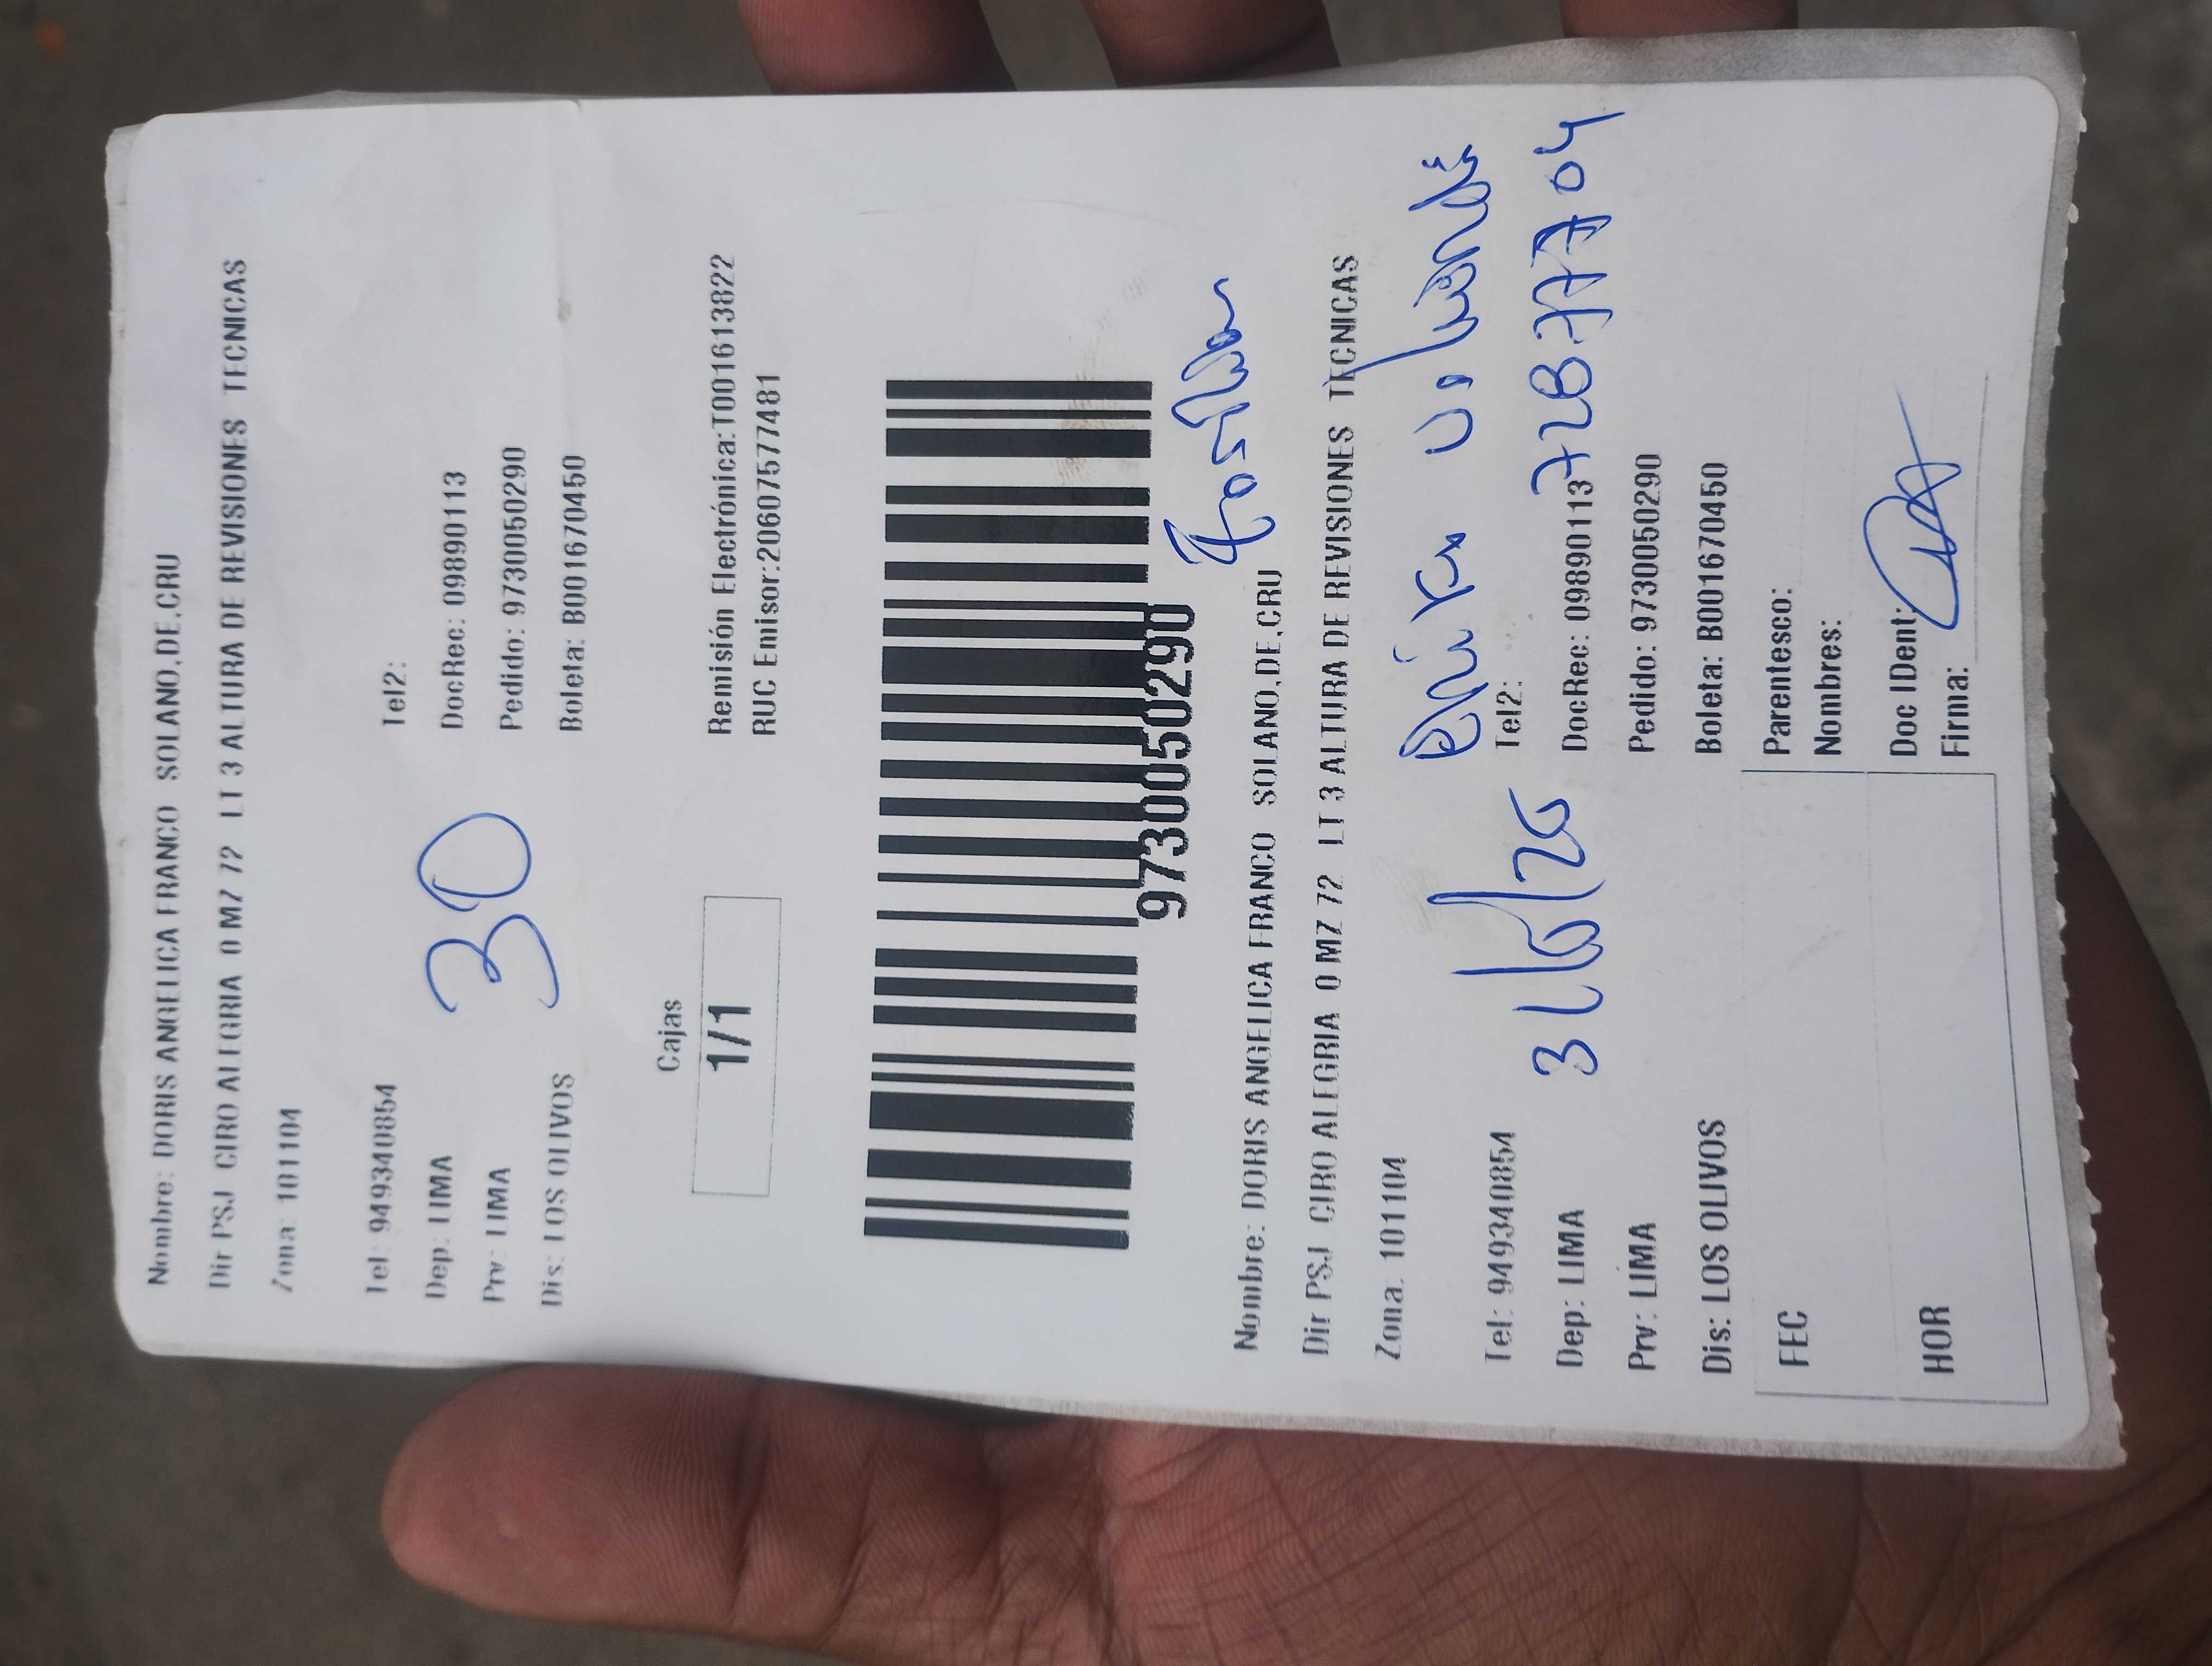 Nombre: DORIS ANGELICA FRANCO SOLANO,DE,CRU
Dir PSJ CIRO ALEGRIA 0 MZ 72 LT 3 ALTURA DE REVISIONES TECNICAS
Zona: 101104
Tel: 949340854 Tel2:
Dep: LIMA DocRec: 09890113
Prv: LIMA Pedido: 9730050290
Dis: LOS OLIVOS Boleta: B001670450
30
Cajas
1/1
Remisión Electrónica:T001613822
RUC Emisor:20607577481
9730050290
Nombre: DORIS ANGELICA FRANCO SOLANO,DE,CRU
Dir PSJ CIRO ALEGRIA 0 MZ 72 LT 3 ALTURA DE REVISIONES TECNICAS
Zona: 101104
Tel: 949340854 Tel2:
Dep: LIMA DocRec: 09890113
72877704
Prv: LIMA Pedido: 9730050290
Dis: LOS OLIVOS Boleta: B001670450
FEC Parentesco:
Nombres:
HOR Doc IDent:
Firma: